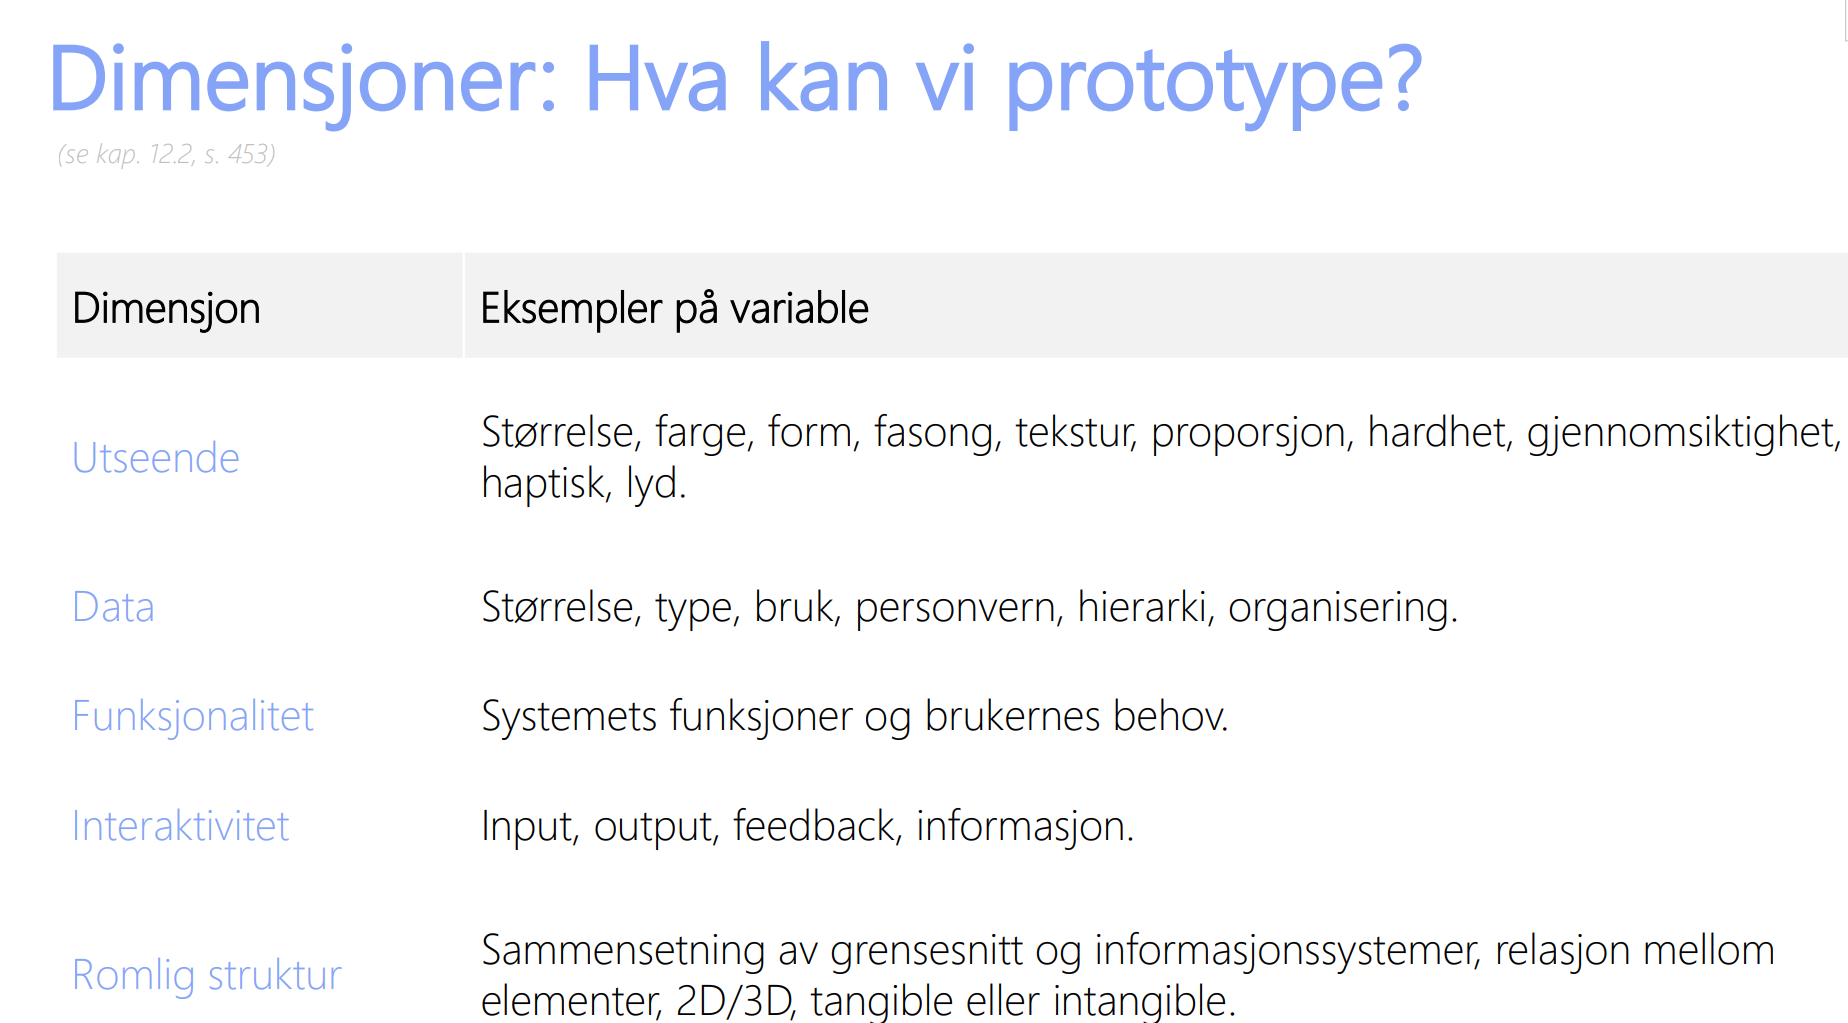 Dimensjoner: Hva kan vi prototype?
(se kap. 12.2, s. 453)
Dimensjon
Eksempler på variable
Utseende
Størrelse, farge, form, fasong, tekstur, proporsjon, hardhet, gjennomsiktighet,
haptisk, lyd.
Data
Størrelse, type, bruk, personvern, hierarki, organisering.
Funksjonalitet
Systemets funksjoner og brukernes behov.
Interaktivitet
Input, output, feedback, informasjon.
Romlig struktur
Sammensetning av grensesnitt og informasjonssystemer, relasjon mellom
elementer, 2D/3D, tangible eller intangible.